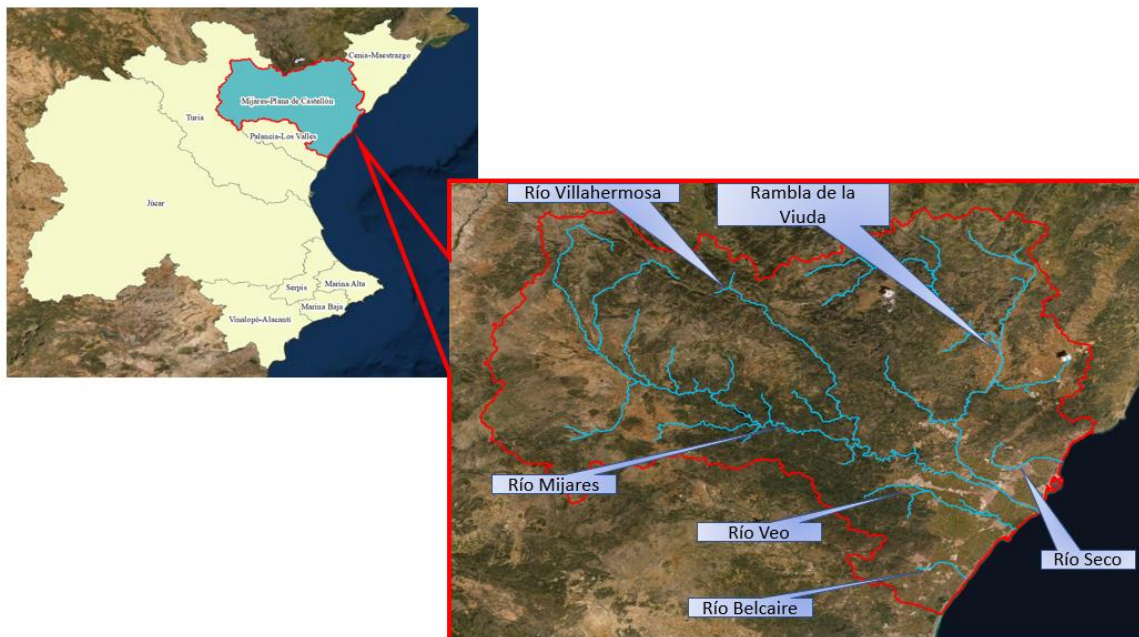 Cenia-Maestrazgo
Mijares-Plana de Castellón
Turia
Palancia-Los Valles
Júcar
Serpis
Marina Alta
Marina Baja
Vinalopó-Alacantí
Río Villahermosa
Rambla de la
Viuda
Río Mijares
Río Veo
Río Seco
Río Belcaire